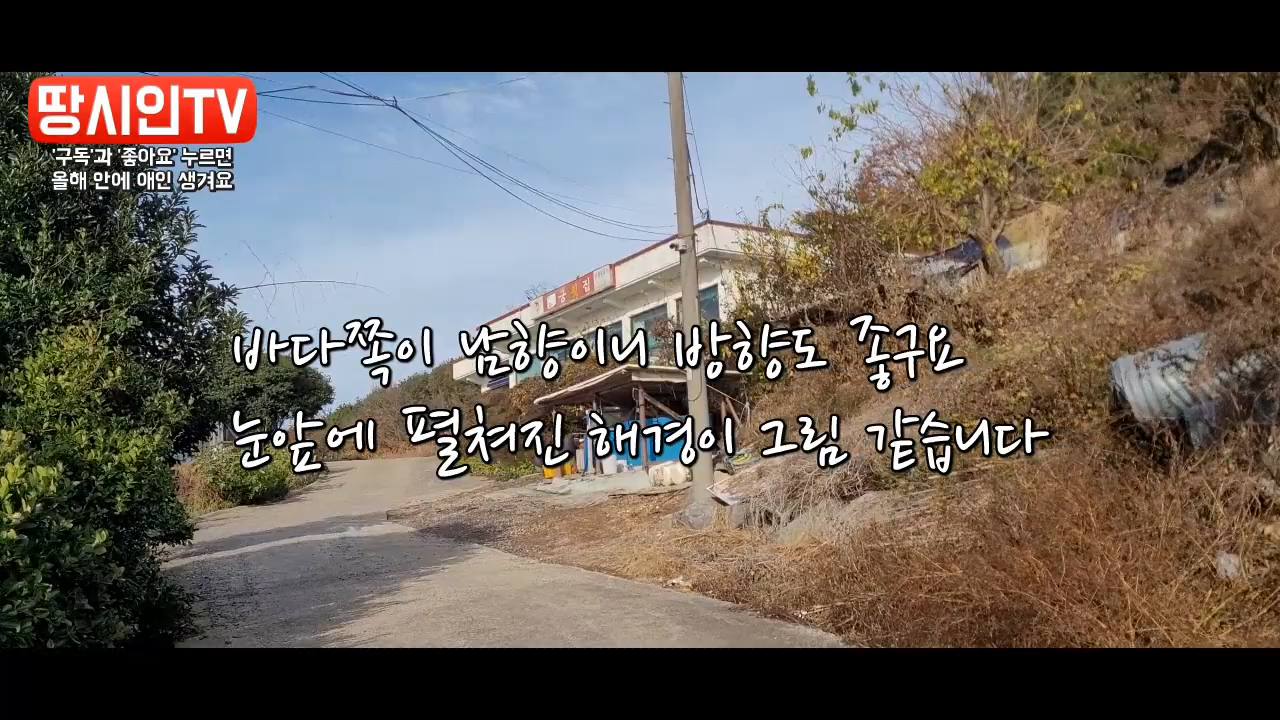 땅시인TV
'구독'과 '좋아요' 누르면
올해 안에 애인 생겨요
바다쪽이 남향이니 방향도 좋구요
눈앞에 펼쳐진 해경이 그림 같습니다